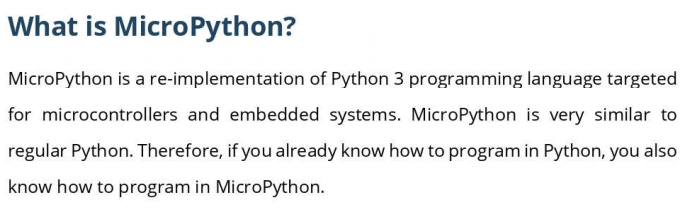 What is MicroPython?
MicroPython is a re-implementation of Python 3 programming language targeted
for microcontrollers and embedded systems. MicroPython is very similar to
regular Python. Therefore, if you already know how to program in Python, you also
know how to program in MicroPython.